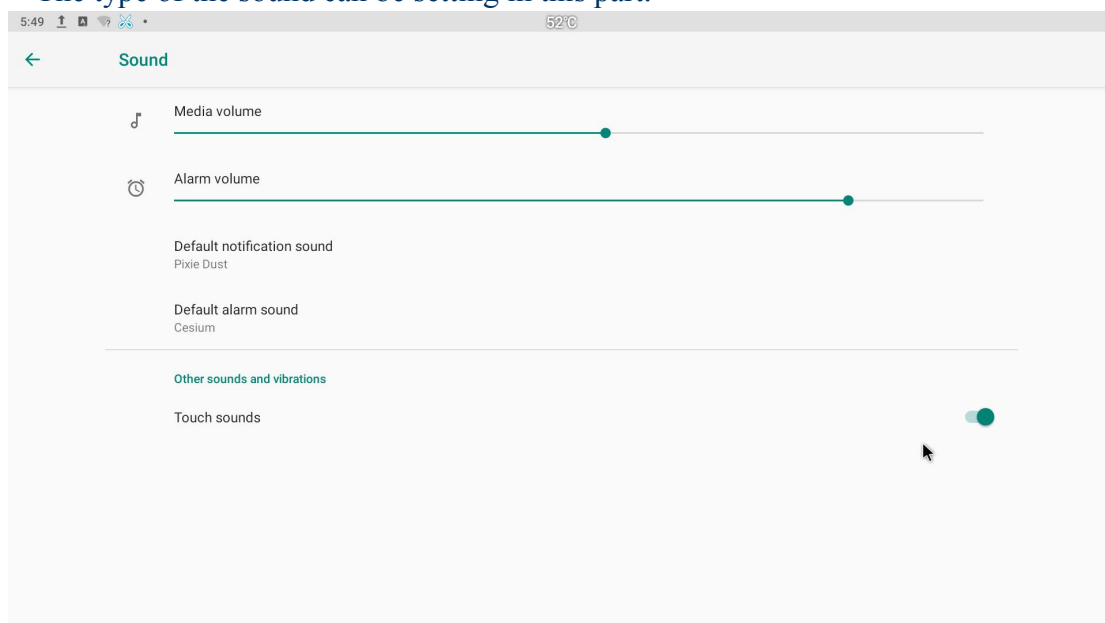 The type of the sound can be setting in this part.
5:49
52°C
Sound
Media volume
Alarm volume
Default notification sound
Pixie Dust
Default alarm sound
Cesium
Other sounds and vibrations
Touch sounds